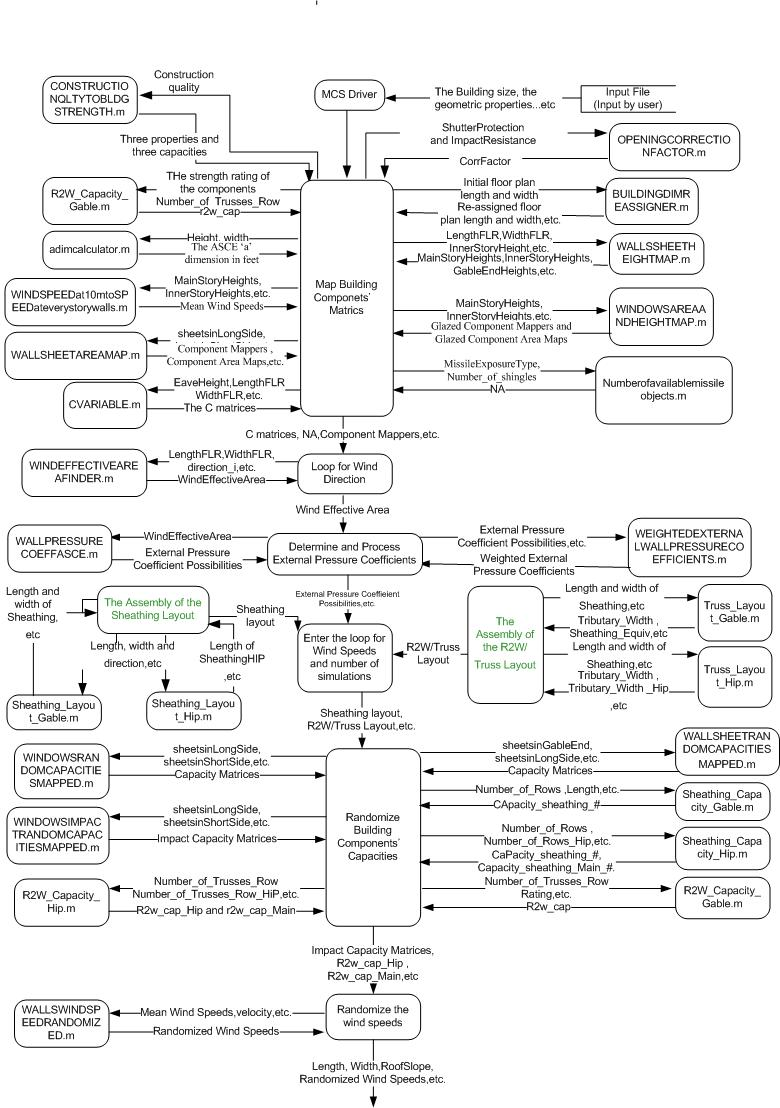 Construction
quality
CONSTRUCTIO
NQLTYTOBLDG
STRENGTH.m
MCS Driver
The Building size, the
geometric properties...etc
Input File
(Input by user)
Three properties and
three capacities
ShutterProtection
and ImpactResistance
CorrFactor
OPENINGCORRECTIO
NFACTOR.m
R2W_Capacity_
Gable.m
THe strength rating of
the components
Number_of_Trusses_Row
r2w_cap
Initial floor plan
length and width
Re-assigned floor
plan length and width,etc.
BUILDINGDIMR
EASSIGNER.m
adimcalculator.m
Height, width
The ASCE ‘a’
dimension in feet
LengthFLR,WidthFLR,
InnerStoryHeight,etc.
MainStoryHeights,InnerStoryHeights,
GableEndHeights,etc.
WALLSSHEETH
EIGHTMAP.m
Map Building
Componets’
Matrics
WINDSPEEDat10mtoSP
EEDateverystorywalls.m
MainStoryHeights,
InnerStoryHeights,etc.
Mean Wind Speeds
MainStoryHeights,
InnerStoryHeights,etc.
Glazed Component Mappers and
Glazed Component Area Maps
WINDOWSAREAA
NDHEIGHTMAP.m
WALLSHEETAREAMAP.m
sheetsinLongSide,
Component Mappers ,
Component Area Maps,etc.
MissileExposureType,
Number_of_shingles
NA
Numberofavailablemissile
objects.m
CVARIABLE.m
EaveHeight,LengthFLR
WidthFLR,etc.
The C matrices
C matrices, NA,Component Mappers,etc.
WINDEFFECTIVEARE
AFINDER.m
LengthFLR,WidthFLR,
direction_i,etc.
WindEffectiveArea
Loop for Wind
Direction
Wind Effective Area
WALLPRESSURE
COEFFASCE.m
WindEffectiveArea
External Pressure
Coefficient Possibilities
Determine and Process
External Pressure Coefficients
External Pressure
Coefficient Possibilities,etc.
Weighted External
Pressure Coefficients
WEIGHTEDEXTERNA
LWALLPRESSURECO
EFFICIENTS.m
External Pressure Coeffieient
Possibilities,etc.
Length and
width of
Sheathing,
etc
The Assembly of the
Sheathing Layout
Sheathing
layout
Length, width and
direction,etc
Length of
SheathingHIP
,etc
Sheathing_Layou
t_Gable.m
Sheathing_Layou
t_Hip.m
Enter the loop for
Wind Speeds
and number of
simulations
R2W/Truss
Layout
The
Assembly of
the R2W/
Truss Layout
Length and width of
Sheathing,etc
Tributary_Width ,
Sheathing_Equiv,etc
Length and width of
Sheathing,etc
Tributary_Width ,
Tributary_Width _Hip
,etc
Truss_Layou
t_Gable.m
Truss_Layou
t_Hip.m
Sheathing layout,
R2W/Truss Layout,etc.
WINDOWSRAN
DOMCAPACITIE
SMAPPED.m
sheetsinLongSide,
sheetsinShortSide,etc.
Capacity Matrices
sheetsinGableEnd,
sheetsinLongSide,etc.
Capacity Matrices
WALLSHEETRAN
DOMCAPACITIES
MAPPED.m
WINDOWSIMPAC
TRANDOMCAPAC
ITIESMAPPED.m
sheetsinLongSide,
sheetsinShortSide,etc.
Impact Capacity Matrices
Randomize
Building
Components’
Capacities
Number_of_Rows ,Length,etc.
CApacity_sheathing_#
Sheathing_Capa
city_Gable.m
Number_of_Rows ,
Number_of_Rows_Hip,etc.
CaPacity_sheathing_#,
Capacity_sheathing_Main_#.
Sheathing_Capa
city_Hip.m
R2W_Capacity_
Hip.m
Number_of_Trusses_Row
Number_of_Trusses_Row_HiP,etc.
R2w_cap_Hip and r2w_cap_Main
Number_of_Trusses_Row
Rating,etc.
R2w_cap
R2W_Capacity_
Gable.m
Impact Capacity Matrices,
R2w_cap_Hip ,
R2w_cap_Main,etc
WALLSWINDSP
EEDRANDOMIZ
ED.m
Mean Wind Speeds,velocity,etc.
Randomized Wind Speeds
Randomize the
wind speeds
Length, Width,RoofSlope,
Randomized Wind Speeds,etc.